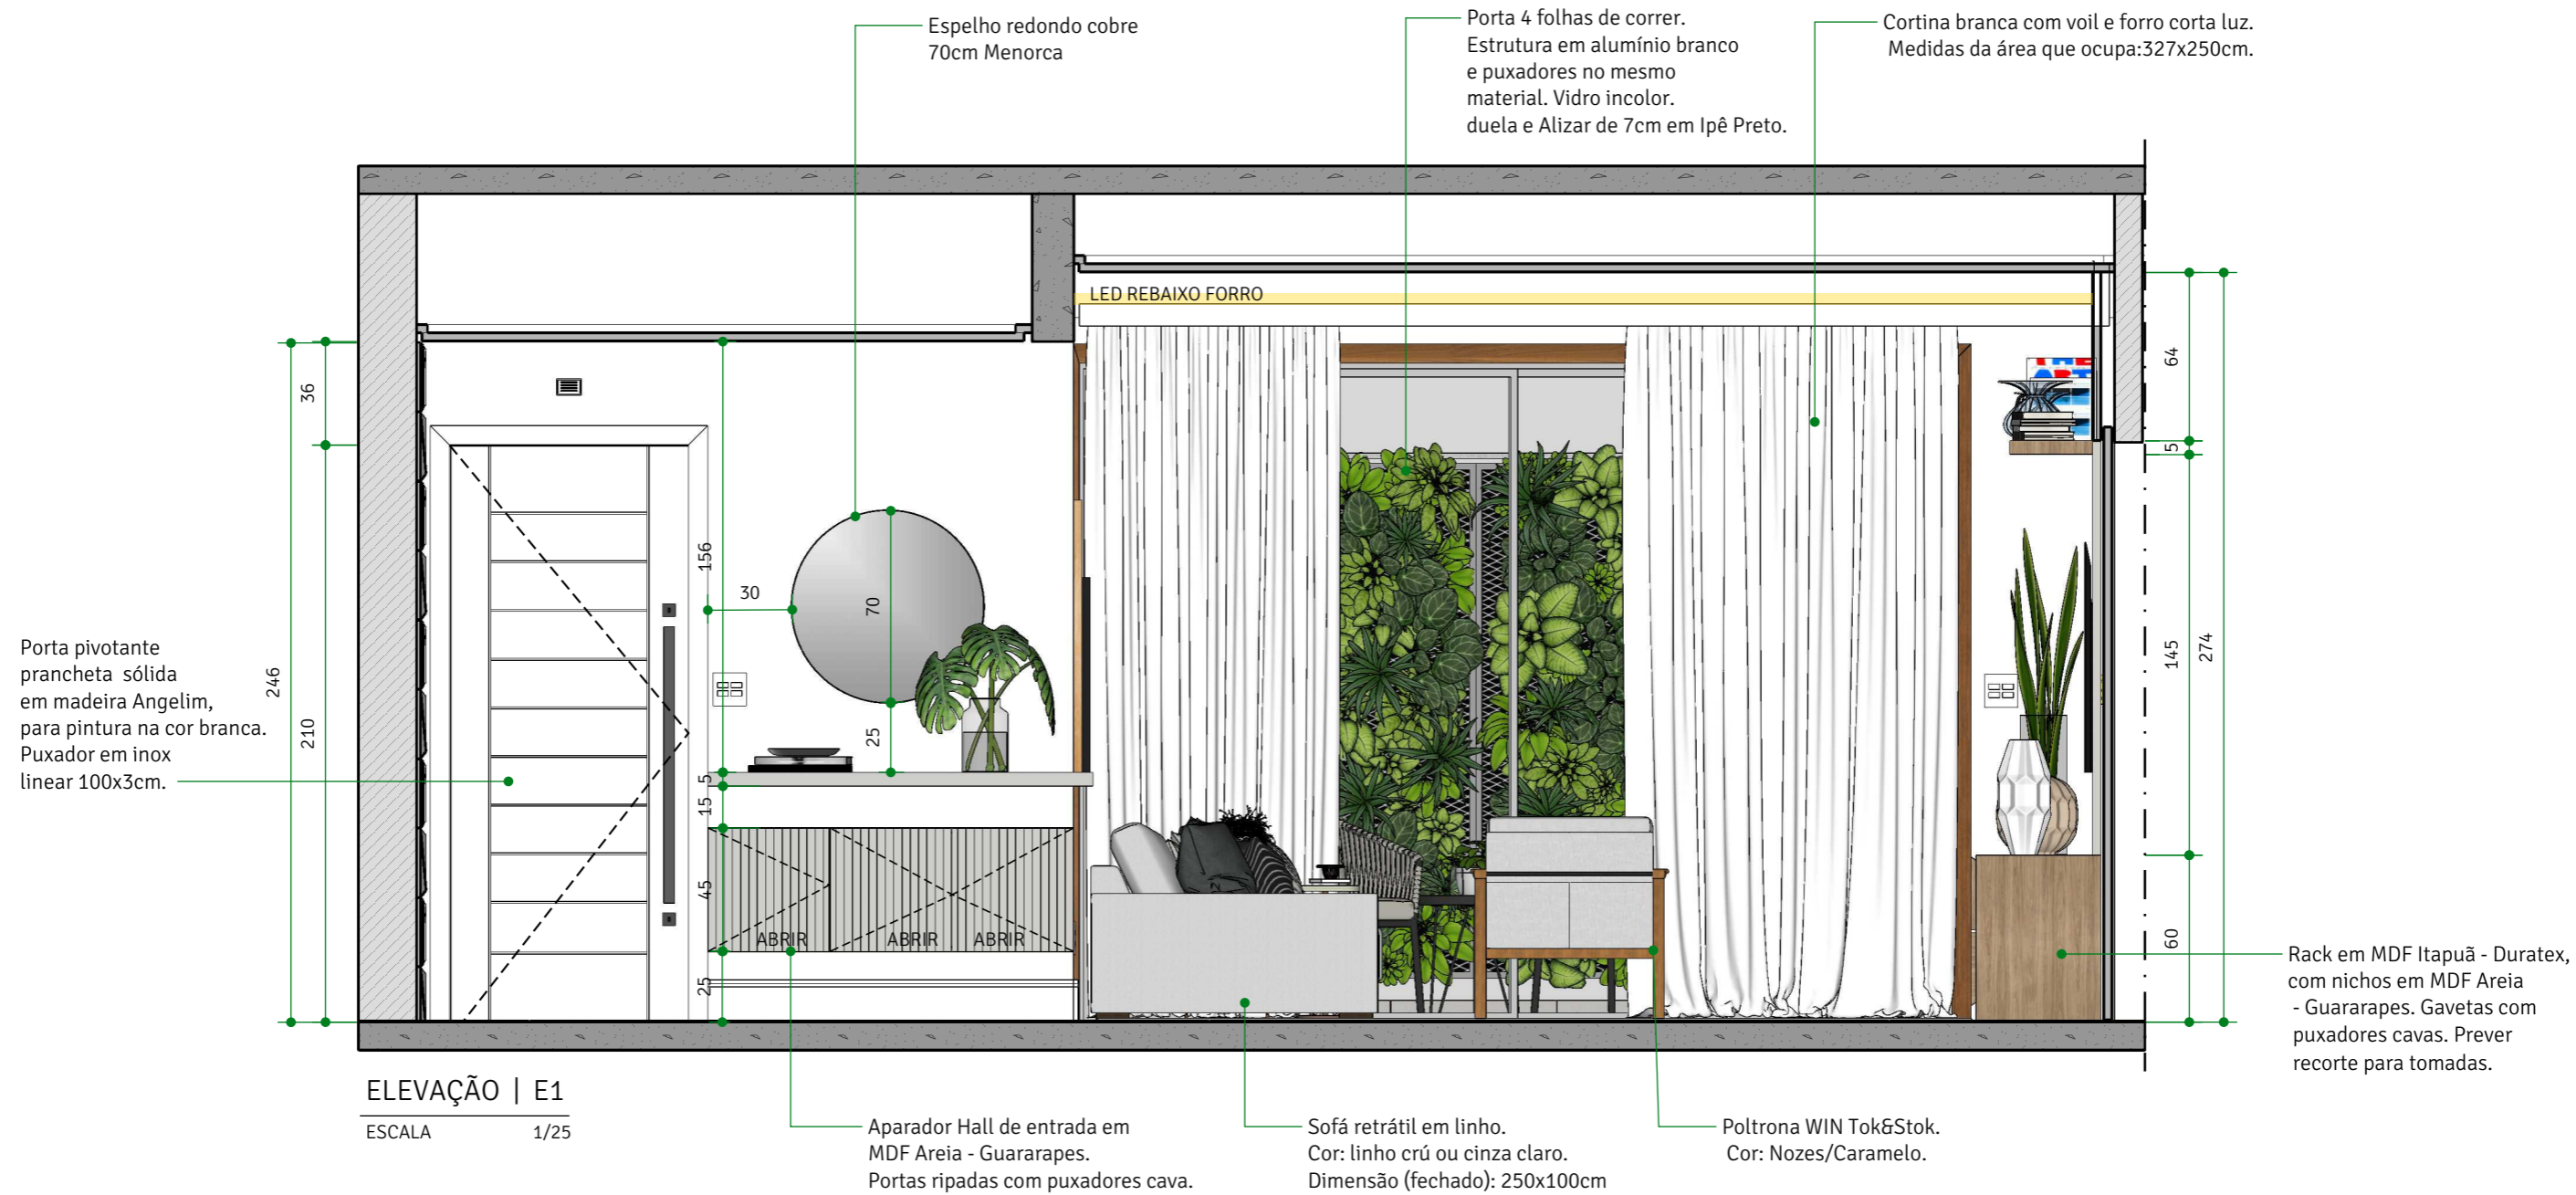 Espelho redondo cobre
70cm Menorca
Porta 4 folhas de correr.
Estrutura em alumínio branco
e puxadores no mesmo
material. Vidro incolor.
duela e Alizar de 7cm em Ipê Preto.
Cortina branca com voil e forro corta luz.
Medidas da área que ocupa:327x250cm.
LED REBAIXO FORRO
THE
ART
36
246
210
156
30
70
25
5
15
45
25
64
5
145
274
60
ABRIR
ABRIR
ABRIR
Porta pivotante
prancheta sólida
em madeira Angelim,
para pintura na cor branca.
Puxador em inox
linear 100x3cm.
Rack em MDF Itapuã - Duratex,
com nichos em MDF Areia
- Guararapes. Gavetas com
puxadores cavas. Prever
recorte para tomadas.
ELEVAÇÃO | E1
ESCALA 1/25
Aparador Hall de entrada em
MDF Areia - Guararapes.
Portas ripadas com puxadores cava.
Sofá retrátil em linho.
Cor: linho crú ou cinza claro.
Dimensão (fechado): 250x100cm
Poltrona WIN Tok&Stok.
Cor: Nozes/Caramelo.